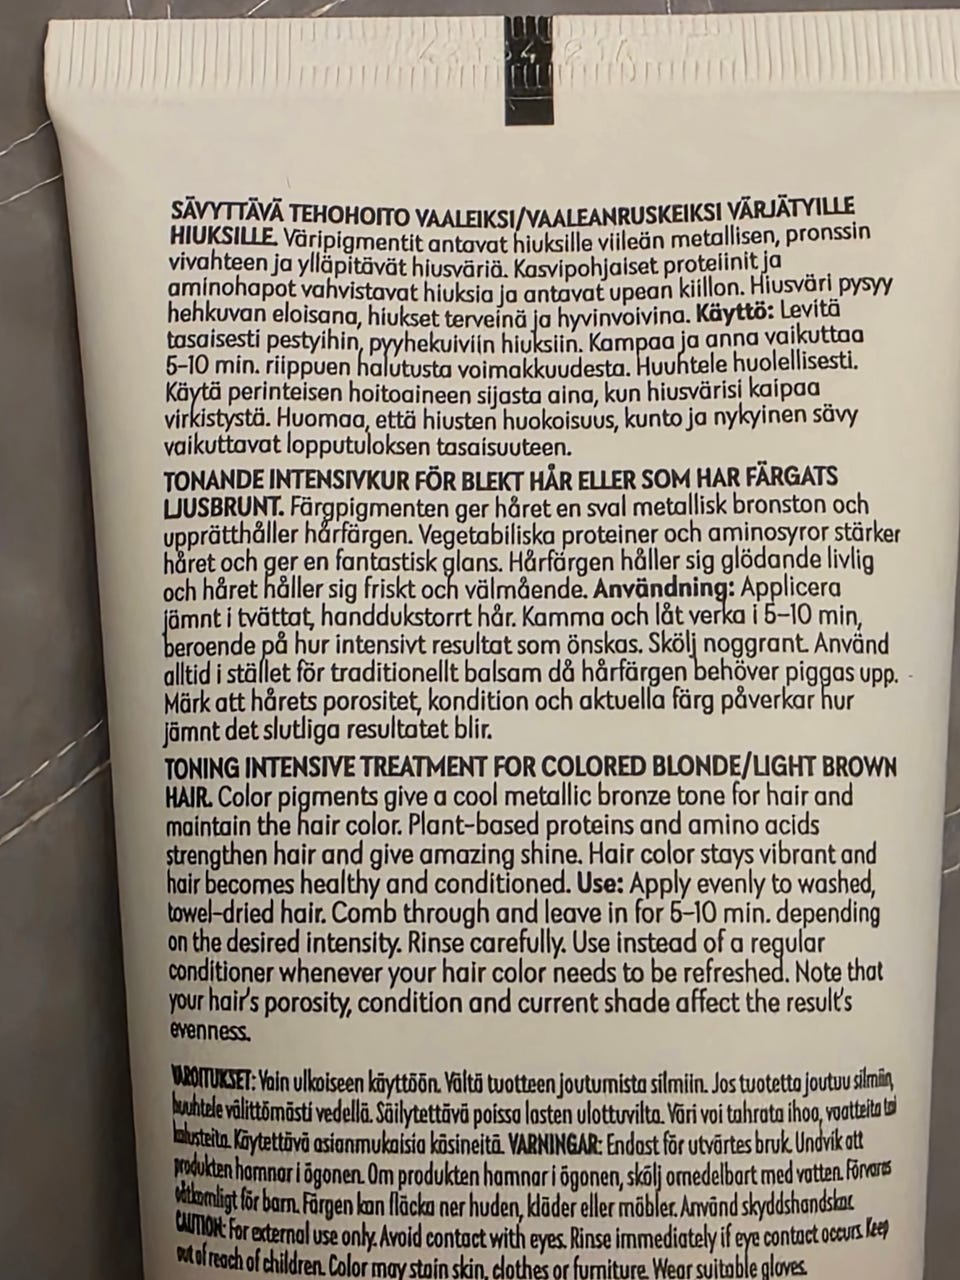 SÄVYTTÄVÄ TEHOHOITO VAALEIKSI/VAALEANRUSKEIKSI VÄRJÄTYILLE
HIUKSILLE. Väripigmentit antavat hiuksille viileän metallisen, pronssin
vivahteen ja ylläpitävät hiusväriä. Kasvipohjaiset proteiinit ja
aminohapot vahvistavat hiuksia ja antavat upean kiillon. Hiusväri pysyy
hehkuvan eloisana, hiukset terveinä ja hyvinvoivina. Käyttö: Levitä
tasaisesti pestyihin, pyyhekuiviin hiuksiin. Kampaa ja anna vaikuttaa
5-10 min. riippuen halutusta voimakkuudesta. Huuhtele huolellisesti.
Käytä perinteisen hoitoaineen sijasta aina, kun hiusvärisi kaipaa
virkistystä. Huomaa, että hiusten huokoisuus, kunto ja nykyinen sävy
vaikuttavat lopputuloksen tasaisuuteen.
TONANDE INTENSIVKUR FÖR BLEKT HÅR ELLER SOM HAR FÄRGATS
LJUSBRUNT. Färgpigmenten ger håret en sval metallisk bronston och
upprätthåller hårfärgen. Vegetabiliska proteiner och aminosyror stärker
håret och ger en fantastisk glans. Hårfärgen håller sig glödande livlig
och håret håller sig friskt och välmående. Användning: Applicera
jämnt i tvättat, handdukstorrt hår. Kamma och låt verka i 5-10 min,
beroende på hur intensivt resultat som önskas. Skölj noggrant. Använd
alltid i stället för traditionellt balsam då hårfärgen behöver piggas upp.
Märk att hårets porositet, kondition och aktuella färg påverkar hur
jämnt det slutliga resultatet blir.
TONING INTENSIVE TREATMENT FOR COLORED BLONDE/LIGHT BROWN
HAIR. Color pigments give a cool metallic bronze tone for hair and
maintain the hair color. Plant-based proteins and amino acids
strengthen hair and give amazing shine. Hair color stays vibrant and
hair becomes healthy and conditioned. Use: Apply evenly to washed,
towel-dried hair. Comb through and leave in for 5-10 min. depending
on the desired intensity. Rinse carefully. Use instead of a regular
conditioner whenever your hair color needs to be refreshed. Note that
your hair's porosity, condition and current shade affect the result's
evenness.
VAROITUKSET: Vain ulkoiseen käyttöön. Vältä tuotteen joutumista silmiin. Jos tuotetta joutuu silmiin,
huuhtele välittömästi vedellä. Säilytettävä poissa lasten ulottuvilta. Väri voi tahrata ihoa, vaatteita tai
kalusteita. Käytettävä asianmukaisia käsineitä. VARNINGAR: Endast för utvärtes bruk. Undvik att
produkten hamnar i ögonen. Om produkten hamnar i ögonen, skölj omedelbart med vatten. Förvaras
oåtkomligt för barn. Färgen kan fläcka ner huden, kläder eller möbler. Använd skyddshandskar.
CAUTION: For external use only. Avoid contact with eyes. Rinse immediately if eye contact occurs. Keep
out of reach of children. Color may stain skin, clothes or furniture. Wear suitable gloves.